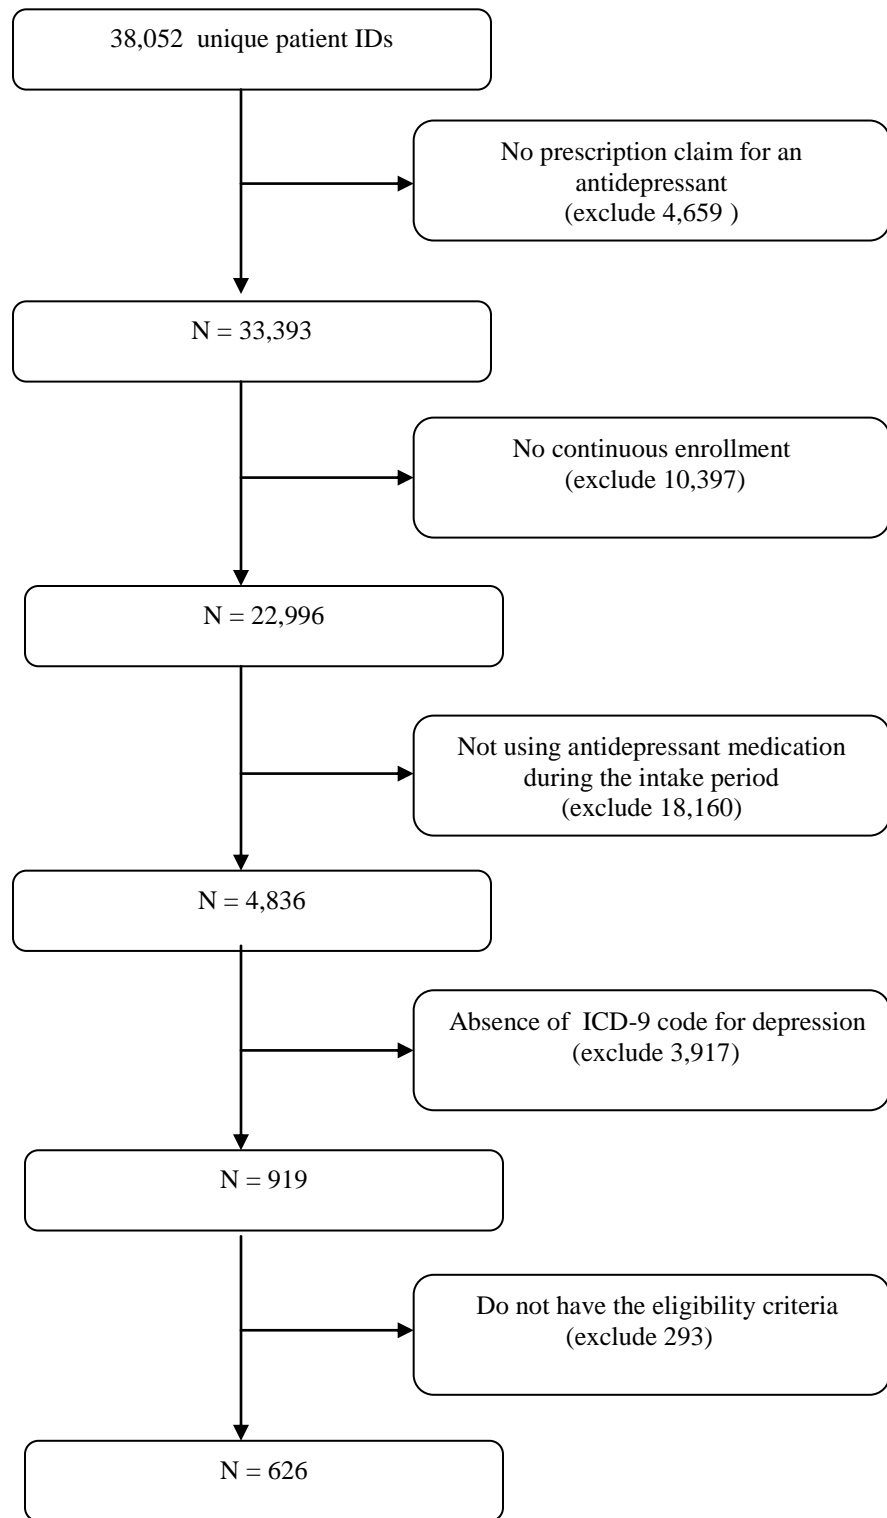 38,052  unique patient IDs
No prescription claim for an
antidepressant
(exclude 4,659 )
N = 33,393
No continuous enrollment
(exclude 10,397)
N = 22,996
Not using antidepressant medication
during the intake period
(exclude 18,160)
N = 4,836
Absence of  ICD-9 code for depression
(exclude 3,917)
N = 919
Do not have the eligibility criteria
(exclude 293)
N = 626